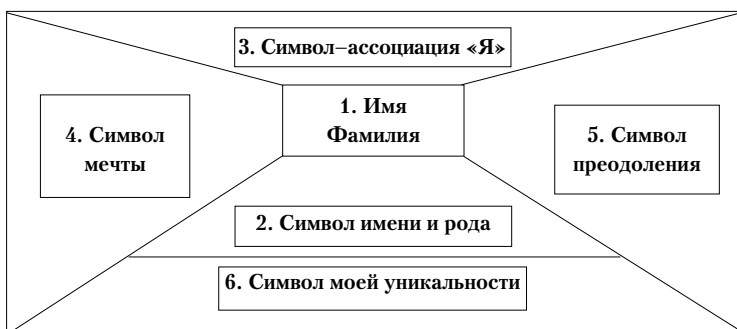 3. Символ–ассоциация «Я»
1. Имя
Фамилия
4. Символ
мечты
5. Символ
преодоления
2. Символ имени и рода
6. Символ моей уникальности